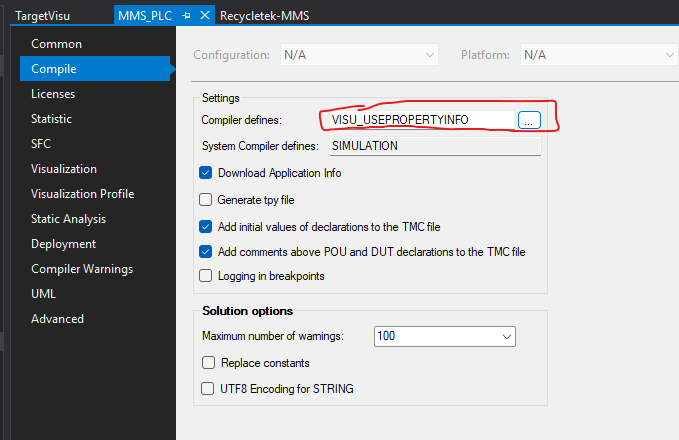 TargetVisu
MMS_PLC
Recycletek-MMS
Common
Compile
Licenses
Statistic
SFC
Visualization
Visualization Profile
Static Analysis
Deployment
Compiler Warnings
UML
Advanced
Configuration:
N/A
Platform:
N/A
Settings
Compiler defines:
VISU_USEPROPERTYINFO
...
System Compiler defines:
SIMULATION
Download Application Info
Generate tpy file
Add initial values of declarations to the TMC file
Add comments above POU and DUT declarations to the TMC file
Logging in breakpoints
Solution options
Maximum number of warnings:
100
Replace constants
UTF8 Encoding for STRING